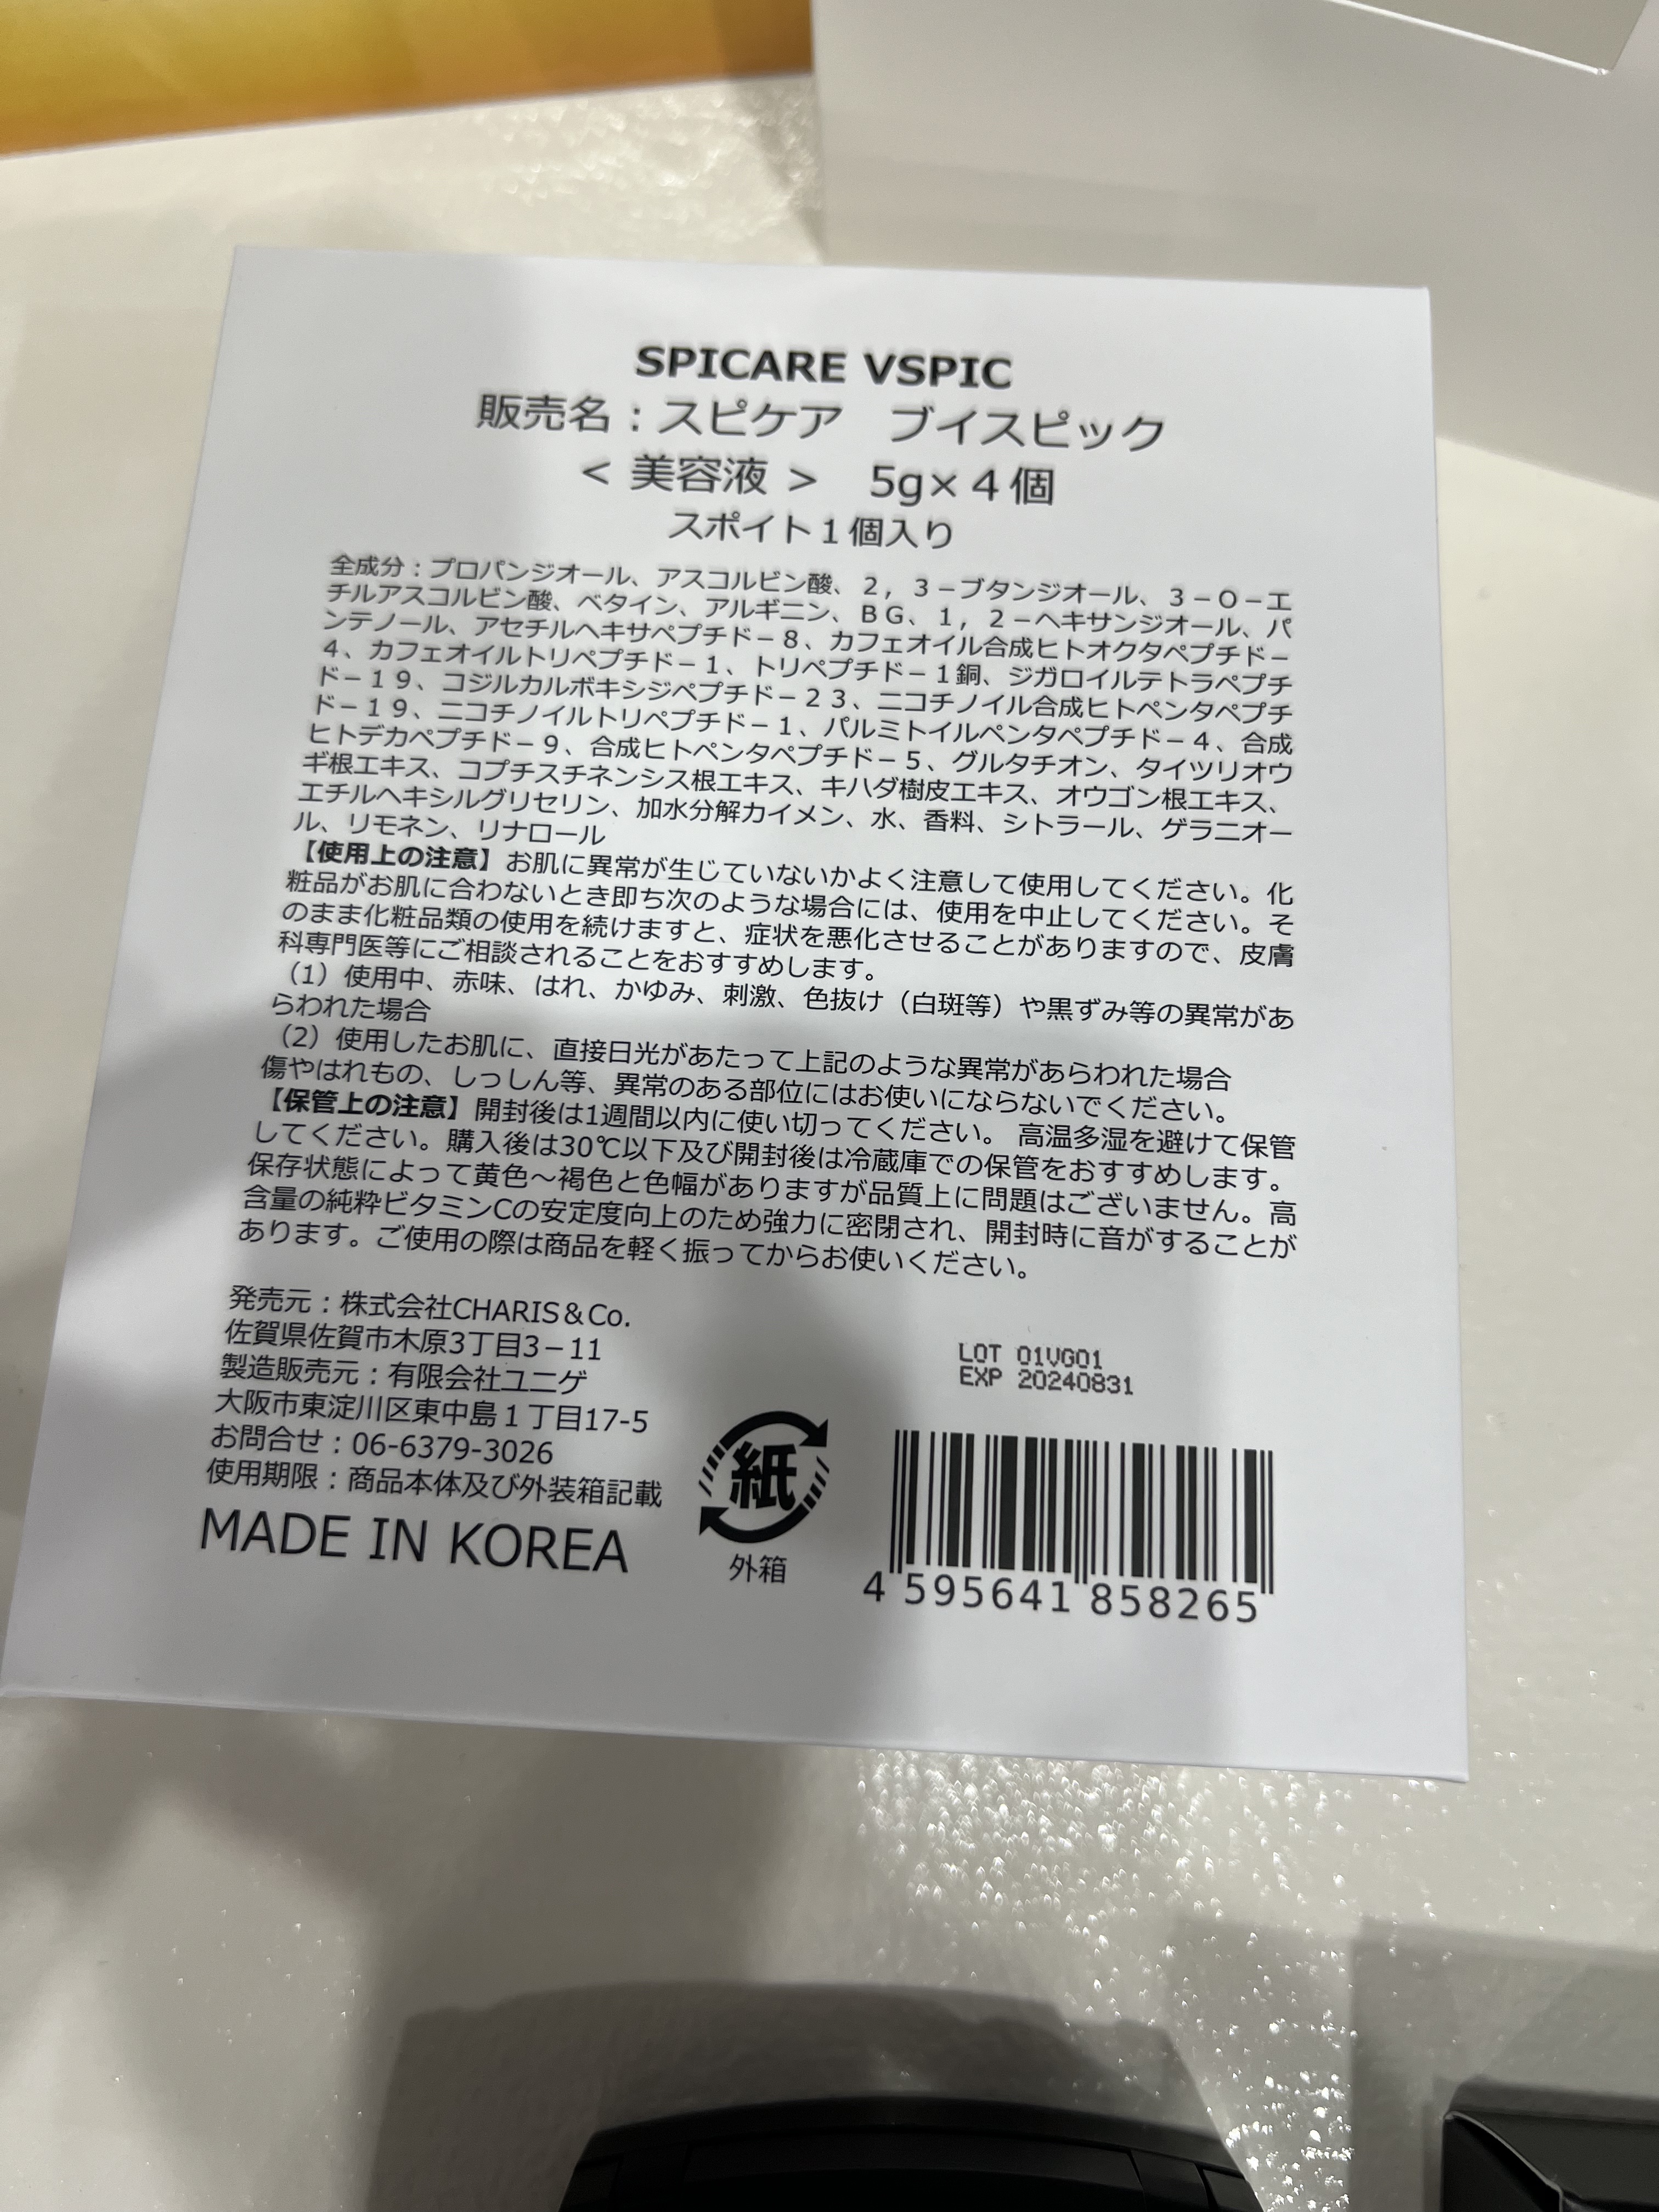 SPICARE VSPIC
販売名：スピケア　ブイスピック
＜ 美容液 ＞　5g×４個
スポイト１個入り
全成分：プロパンジオール、アスコルビン酸、２，３－ブタンジオール、３－Ｏ－エ
チルアスコルビン酸、ベタイン、アルギニン、ＢＧ、１，２－ヘキサンジオール、パ
ンテノール、アセチルヘキサペプチド－８、カフェオイル合成ヒトオクタペプチド－
４、カフェオイルトリペプチド－１、トリペプチド－１銅、ジガロイルテトラペプチ
ド－１９、コジルカルボキシジペプチド－２３、ニコチノイル合成ヒトペンタペプチ
ド－１９、ニコチノイルトリペプチド－１、パルミトイルペンタペプチド－４、合成
ヒトデカペプチド－９、合成ヒトペンタペプチド－５、グルタチオン、タイツリオウ
ギ根エキス、コプチスチネンシス根エキス、キハダ樹皮エキス、オウゴン根エキス、
エチルヘキシルグリセリン、加水分解カイメン、水、香料、シトラール、ゲラニオー
ル、リモネン、リナロール
【使用上の注意】お肌に異常が生じていないかよく注意して使用してください。化
粧品がお肌に合わないとき即ち次のような場合には、使用を中止してください。そ
のまま化粧品類の使用を続けますと、症状を悪化させることがありますので、皮膚
科専門医等にご相談されることをおすすめします。
（1）使用中、赤味、はれ、かゆみ、刺激、色抜け（白斑等）や黒ずみ等の異常があ
らわれた場合
（2）使用したお肌に、直接日光があたって上記のような異常があらわれた場合
傷やはれもの、しっしん等、異常のある部位にはお使いにならないでください。
【保管上の注意】開封後は1週間以内に使い切ってください。 高温多湿を避けて保管
してください。購入後は30℃以下及び開封後は冷蔵庫での保管をおすすめします。
保存状態によって黄色～褐色と色幅がありますが品質上に問題はございません。高
含量の純粋ビタミンCの安定度向上のため強力に密閉され、開封時に音がすることが
あります。ご使用の際は商品を軽く振ってからお使いください。
発売元：株式会社CHARIS＆Co.
佐賀県佐賀市木原3丁目3－11
製造販売元：有限会社ユニゲ
大阪市東淀川区東中島１丁目17-5
お問合せ：06-6379-3026
使用期限：商品本体及び外装箱記載
MADE IN KOREA
紙
外箱
LOT 01VG01
EXP 20240831
4 595641 858265